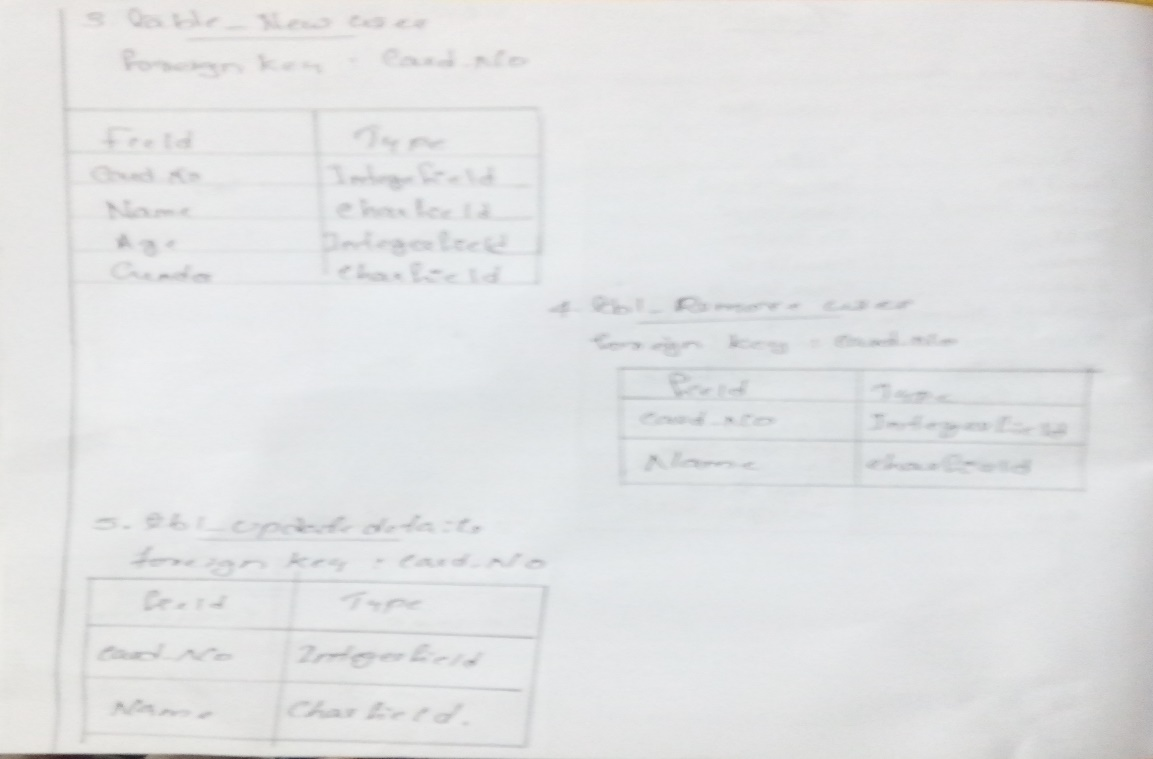 3 Table_New user
Foreign key : Card_No
Field Type
Card No Integerfield
Name charfield
Age Integerfield
Gender charfield
4. tbl_Remove user
foreign key : card_No
Field Type
card_No Integerfield
Name charfield
5. tbl_update details
foreign key : card_No
Field Type
card_No Integerfield
Name Charfield.